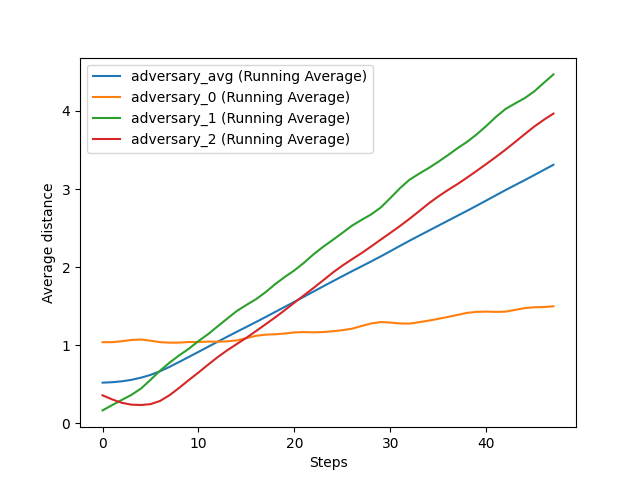 adversary_avg (Running Average)
adversary_0 (Running Average)
adversary_1 (Running Average)
adversary_2 (Running Average)
Average distance
4
3
2
1
0
0 10 20 30 40
Steps